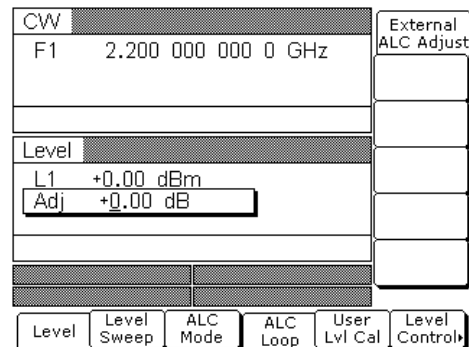 CW
F1 2.200 000 000 0 GHz
External
ALC Adjust
Level
L1 +0.00 dBm
Adj +0.00 dB
Level
Level
Sweep
ALC
Mode
ALC
Loop
User
Lvl Cal
Level
Control